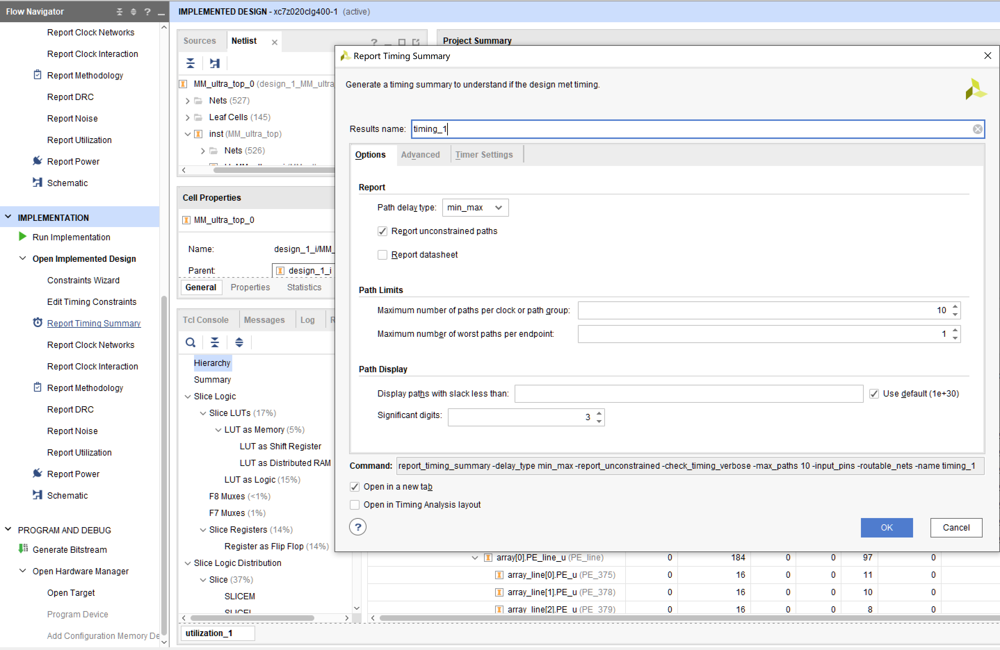 Flow Navigator
?
Report Clock Networks
Report Clock Interaction
Report Methodology
Report DRC
Report Noise
Report Utilization
Report Power
Schematic
IMPLEMENTATION
Run Implementation
Open Implemented Design
Constraints Wizard
Edit Timing Constraints
Report Timing Summary
Report Clock Networks
Report Clock Interaction
Report Methodology
Report DRC
Report Noise
Report Utilization
Report Power
Schematic
PROGRAM AND DEBUG
Generate Bitstream
Open Hardware Manager
Open Target
Program Device
Add Configuration Memory De
IMPLEMENTED DESIGN - xc7z020clg400-1 (active)
Sources Netlist
?
MM_ultra_top_0 (design_1_MM_ultra_
Nets (527)
Leaf Cells (145)
inst (MM_ultra_top)
Nets (526)
Cell Properties
MM_ultra_top_0
Name: design_1_i/MM_
Parent: design_1_i
General Properties Statistics
Tcl Console Messages Log R
Hierarchy
Summary
Slice Logic
Slice LUTs (17%)
LUT as Memory (5%)
LUT as Shift Register
LUT as Distributed RAM
LUT as Logic (15%)
F8 Muxes (<1%)
F7 Muxes (1%)
Slice Registers (14%)
Register as Flip Flop (14%)
Slice Logic Distribution
Slice (37%)
SLICEM
SLICEL
utilization_1
Project Summary
Report Timing Summary
Generate a timing summary to understand if the design met timing.
Results name: timing_1
Options Advanced Timer Settings
Report
Path delay type: min_max
Report unconstrained paths
Report datasheet
Path Limits
Maximum number of paths per clock or path group: 10
Maximum number of worst paths per endpoint: 1
Path Display
Display paths with slack less than: Use default (1e+30)
Significant digits: 3
Command: report_timing_summary -delay_type min_max -report_unconstrained -check_timing_verbose -max_paths 10 -input_pins -routable_nets -name timing_1
Open in a new tab
Open in Timing Analysis layout
?
OK Cancel
array[0].PE_line_u (PE_line) 0 184 0 0 97 0
array_line[0].PE_u (PE_375) 0 16 0 0 11 0
array_line[1].PE_u (PE_378) 0 16 0 0 10 0
array_line[2].PE_u (PE_379) 0 16 0 0 8 0